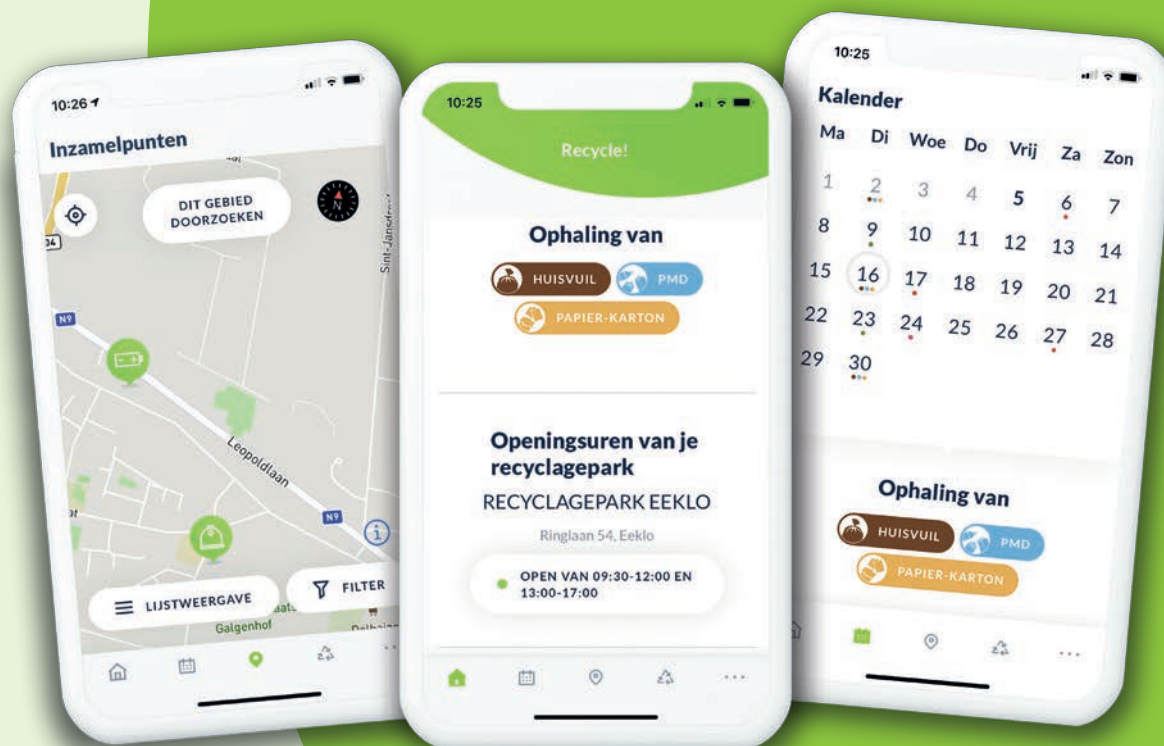 10:26
Inzamelpunten
DIT GEBIED
DOORZOEKEN
N
Sint-Jansdreef
N9
Leopoldlaan
N9
i
LIJSTWEERGAVE
FILTER
Galgenhof
10:25
Recycle!
Ophaling van
HUISVUIL
PMD
PAPIER-KARTON
Openingsuren van je
recyclagepark
RECYCLAGEPARK EEKLO
Ringlaan 54, Eeklo
OPEN VAN 09:30-12:00 EN
13:00-17:00
10:25
Kalender
Ma Di Woe Do Vrij Za Zon
1 2 3 4 5 6 7
8 9 10 11 12 13 14
15 16 17 18 19 20 21
22 23 24 25 26 27 28
29 30
Ophaling van
HUISVUIL
PMD
PAPIER-KARTON